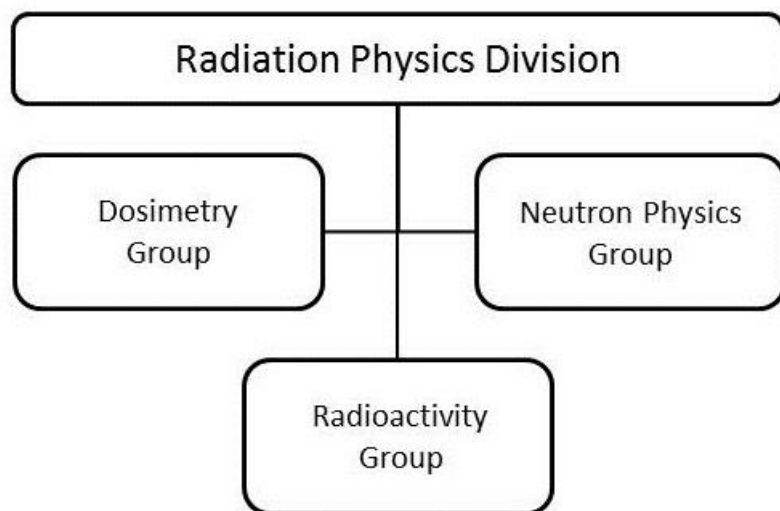 Radiation Physics Division
Dosimetry
Group
Neutron Physics
Group
Radioactivity
Group